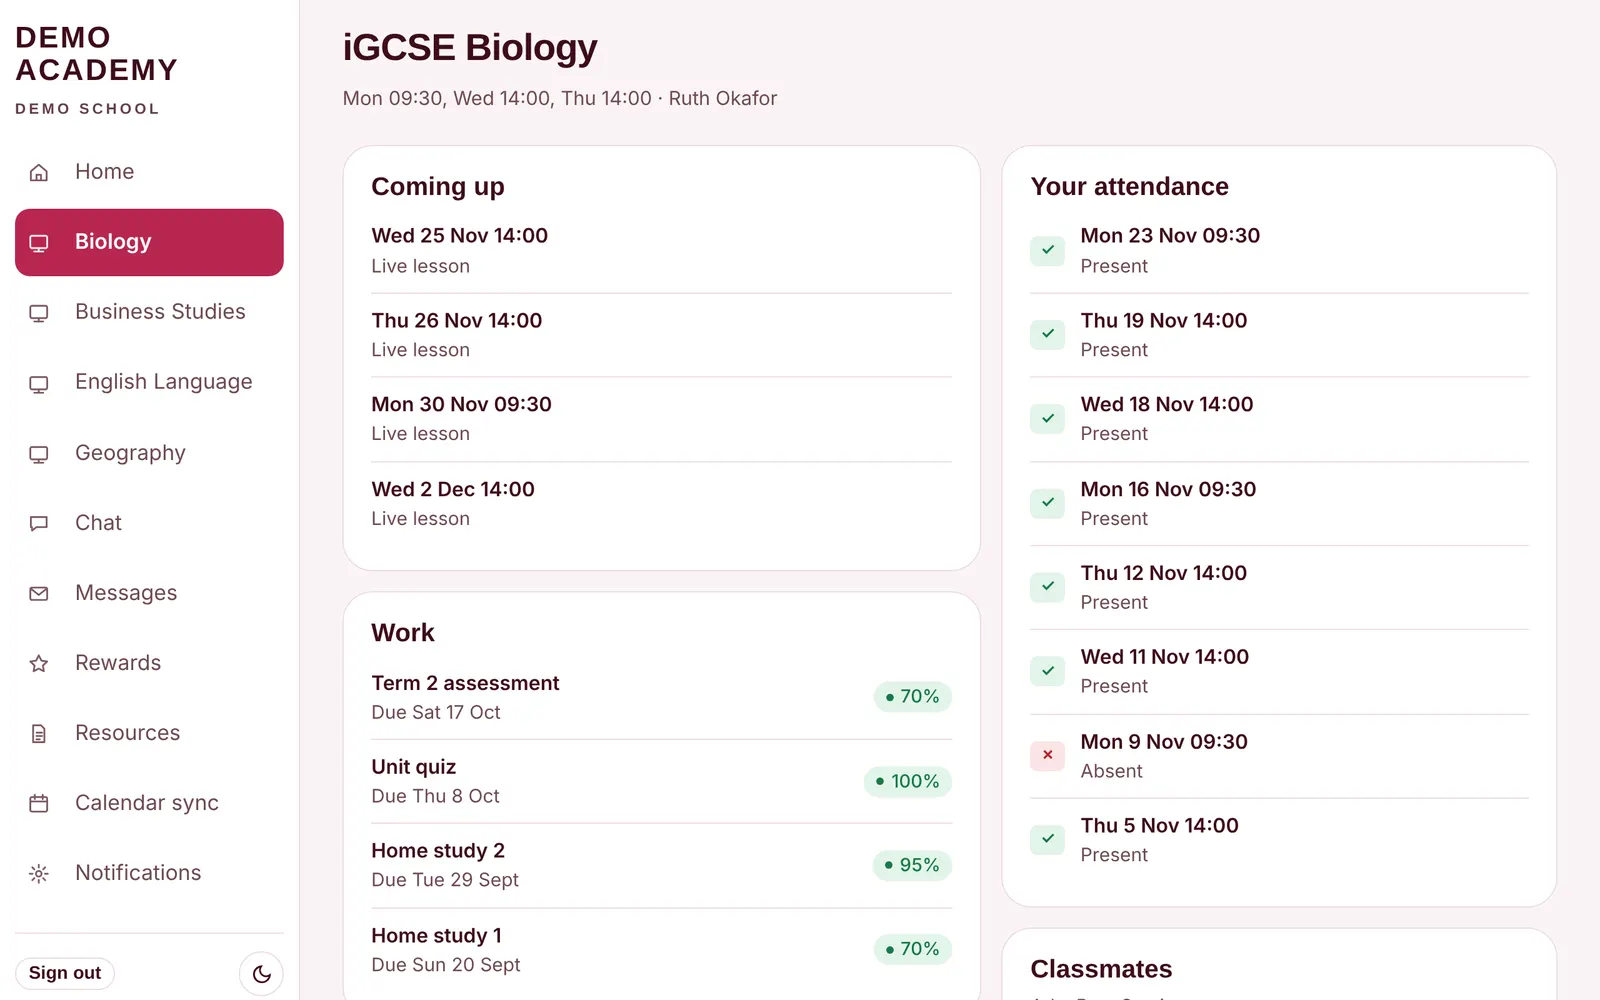 DEMO
ACADEMY
DEMO SCHOOL
Home
Biology
Business Studies
English Language
Geography
Chat
Messages
Rewards
Resources
Calendar sync
Notifications
Sign out
iGCSE Biology
Mon 09:30, Wed 14:00, Thu 14:00 · Ruth Okafor
Coming up
Wed 25 Nov 14:00
Live lesson
Thu 26 Nov 14:00
Live lesson
Mon 30 Nov 09:30
Live lesson
Wed 2 Dec 14:00
Live lesson
Work
Term 2 assessment
Due Sat 17 Oct
70%
Unit quiz
Due Thu 8 Oct
100%
Home study 2
Due Tue 29 Sept
95%
Home study 1
Due Sun 20 Sept
70%
Your attendance
Mon 23 Nov 09:30
Present
Thu 19 Nov 14:00
Present
Wed 18 Nov 14:00
Present
Mon 16 Nov 09:30
Present
Thu 12 Nov 14:00
Present
Wed 11 Nov 14:00
Present
Mon 9 Nov 09:30
Absent
Thu 5 Nov 14:00
Present
Classmates